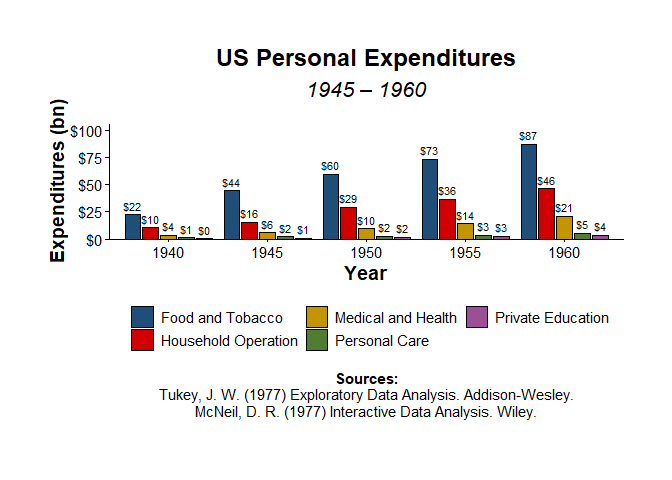 US Personal Expenditures
1945 – 1960
Expenditures (bn)
$100
$75
$50
$25
$0
$22 $10 $4 $1 $0
$44 $16 $6 $2 $1
$60 $29 $10 $2 $2
$73 $36 $14 $3 $3
$87 $46 $21 $5 $4
1940 1945 1950 1955 1960
Year
Food and Tobacco Medical and Health Private Education
Household Operation Personal Care
Sources:
Tukey, J. W. (1977) Exploratory Data Analysis. Addison-Wesley.
McNeil, D. R. (1977) Interactive Data Analysis. Wiley.